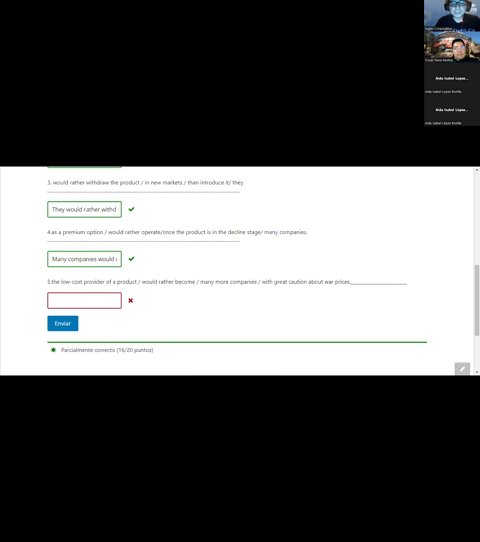 Aida Isabel Lopez...
Aida Isabel López Bonilla
Aida Isabel López...
Aida Isabel López Bonilla
3. would rather withdraw the product / in new markets / than introduce it/ they.
They would rather withd
4.as a premium option / would rather operate/once the product is in the decline stage/ many companies.
Many companies would
5.the low-cost provider of a product / would rather become / many more companies / with great caution about war prices.
Enviar
Parcialmente correcto (16/20 puntos)